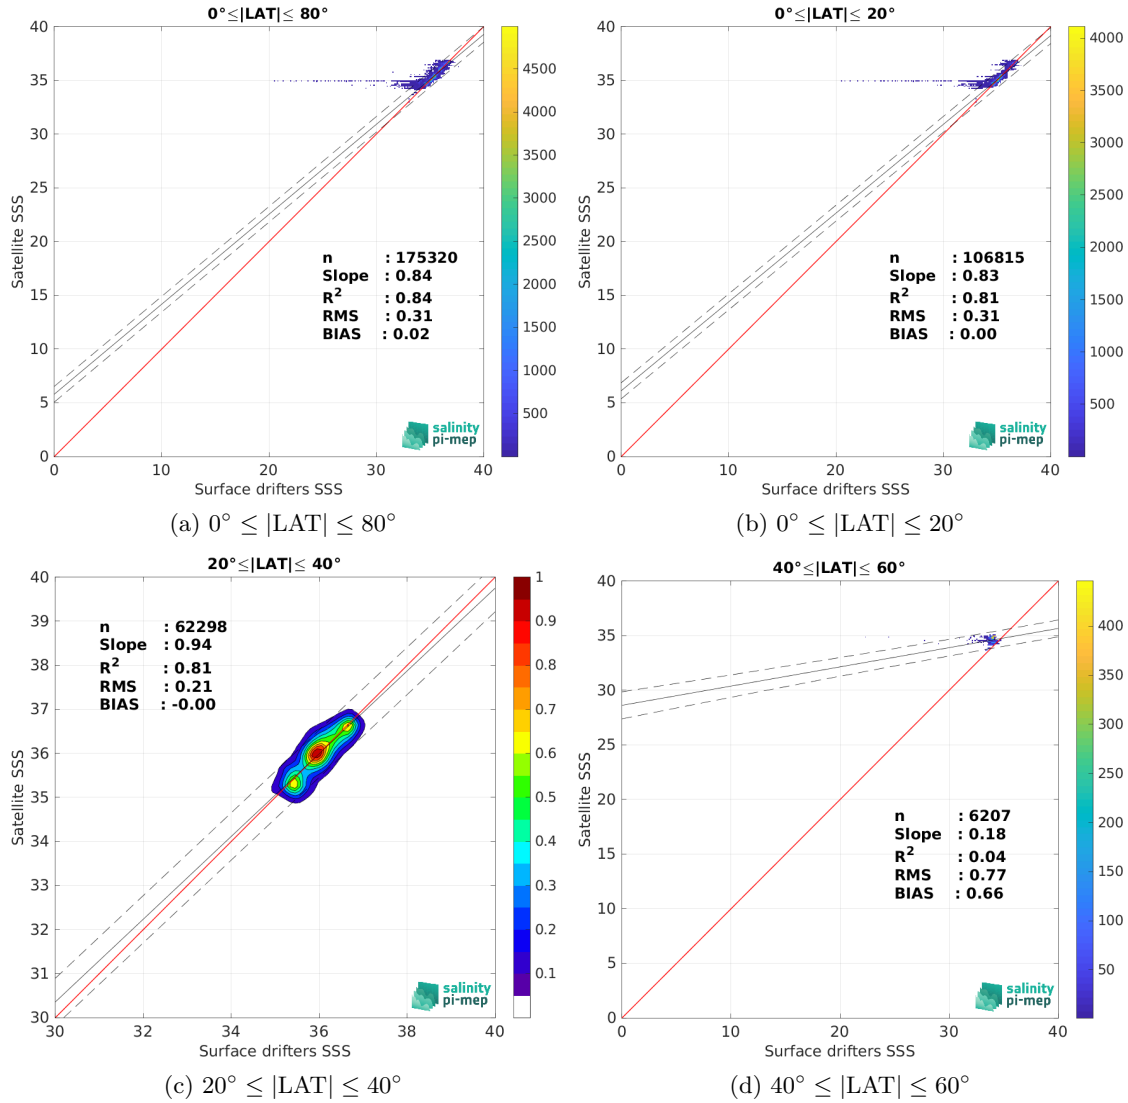 0°≤|LAT|≤ 80°
Satellite SSS
40
35
30
25
20
15
10
5
0
n : 175320
Slope : 0.84
R² : 0.84
RMS : 0.31
BIAS : 0.02
salinity
pi-mep
0 10 20 30 40
Surface drifters SSS
4500
4000
3500
3000
2500
2000
1500
1000
500
(a) 0° ≤ |LAT| ≤ 80°
0°≤|LAT|≤ 20°
Satellite SSS
40
35
30
25
20
15
10
5
0
n : 106815
Slope : 0.83
R² : 0.81
RMS : 0.31
BIAS : 0.00
salinity
pi-mep
0 10 20 30 40
Surface drifters SSS
4000
3500
3000
2500
2000
1500
1000
500
(b) 0° ≤ |LAT| ≤ 20°
20°≤|LAT|≤ 40°
Satellite SSS
40
39
38
37
36
35
34
33
32
31
30
n : 62298
Slope : 0.94
R² : 0.81
RMS : 0.21
BIAS : -0.00
salinity
pi-mep
30 32 34 36 38 40
Surface drifters SSS
1
0.9
0.8
0.7
0.6
0.5
0.4
0.3
0.2
0.1
(c) 20° ≤ |LAT| ≤ 40°
40°≤|LAT|≤ 60°
Satellite SSS
40
35
30
25
20
15
10
5
0
n : 6207
Slope : 0.18
R² : 0.04
RMS : 0.77
BIAS : 0.66
salinity
pi-mep
0 10 20 30 40
Surface drifters SSS
400
350
300
250
200
150
100
50
(d) 40° ≤ |LAT| ≤ 60°